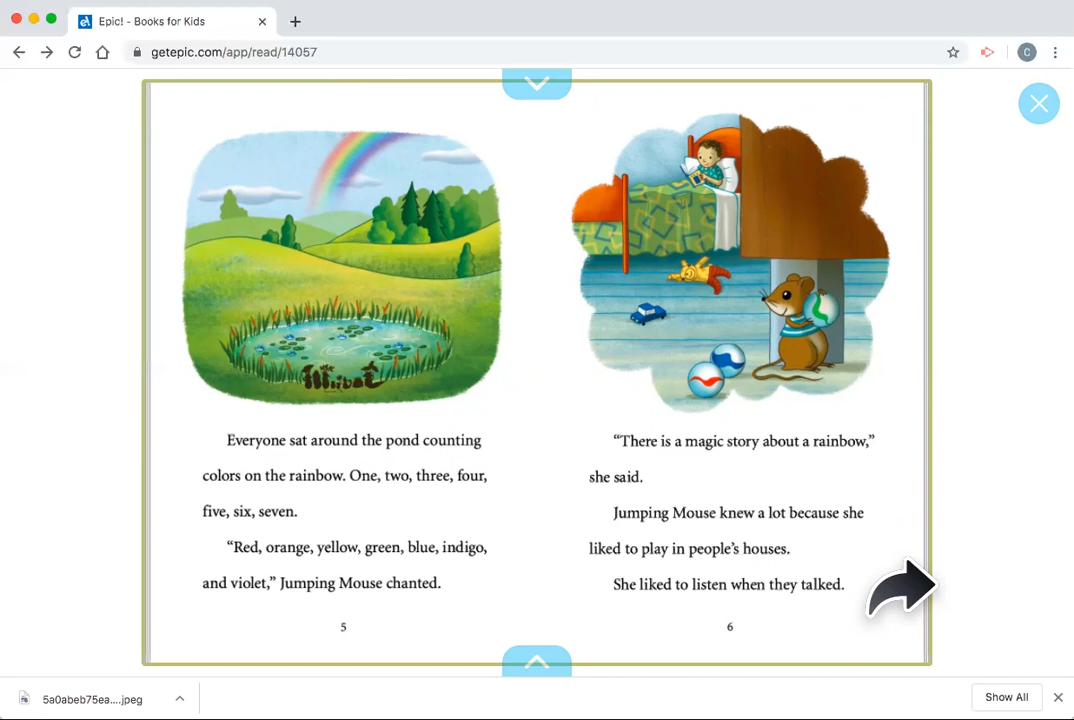 Epic! - Books for Kids
getepic.com/app/read/14057
C
Everyone sat around the pond counting
colors on the rainbow. One, two, three, four,
five, six, seven.
“Red, orange, yellow, green, blue, indigo,
and violet,” Jumping Mouse chanted.
5
“There is a magic story about a rainbow,”
she said.
Jumping Mouse knew a lot because she
liked to play in people’s houses.
She liked to listen when they talked.
6
5a0abeb75ea....jpeg
Show All